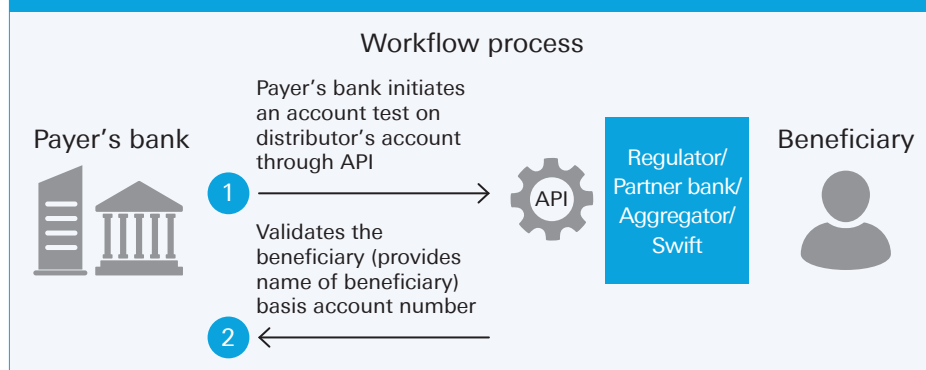 Workflow process
Payer's bank
Payer's bank initiates
an account test on
distributor's account
through API
1
Validates the
beneficiary (provides
name of beneficiary)
basis account number
2
API
Regulator/
Partner bank/
Aggregator/
Swift
Beneficiary